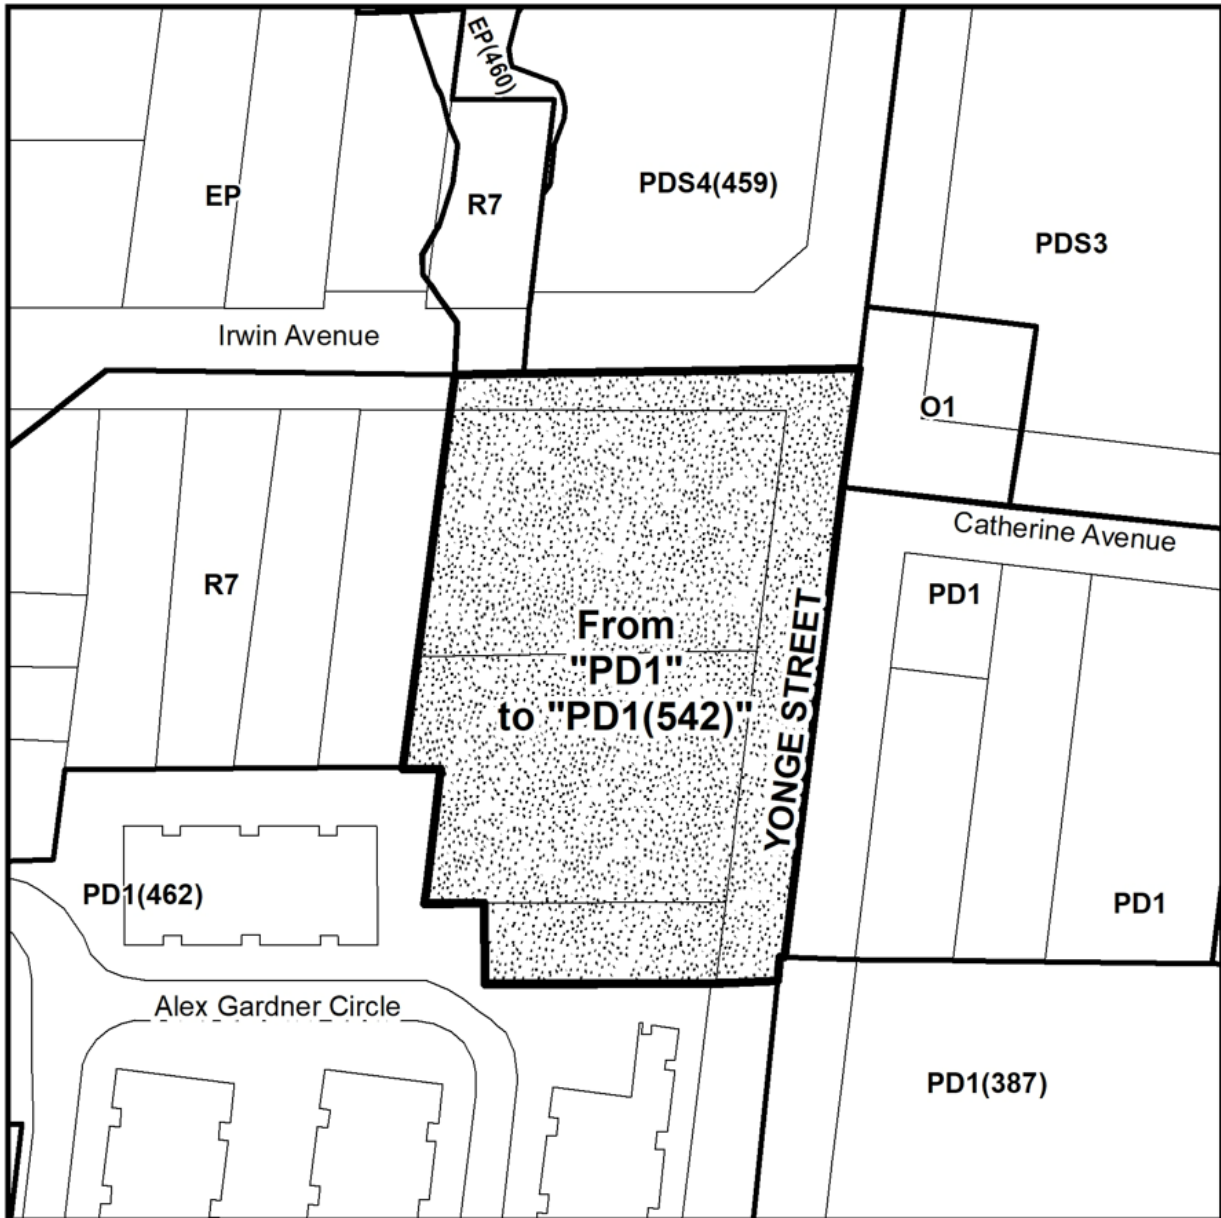 EP(460)
EP
R7
PDS4(459)
PDS3
Irwin Avenue
O1
Catherine Avenue
R7
PD1
From
"PD1"
to "PD1(542)"
YONGE STREET
PD1(462)
PD1
Alex Gardner Circle
PD1(387)